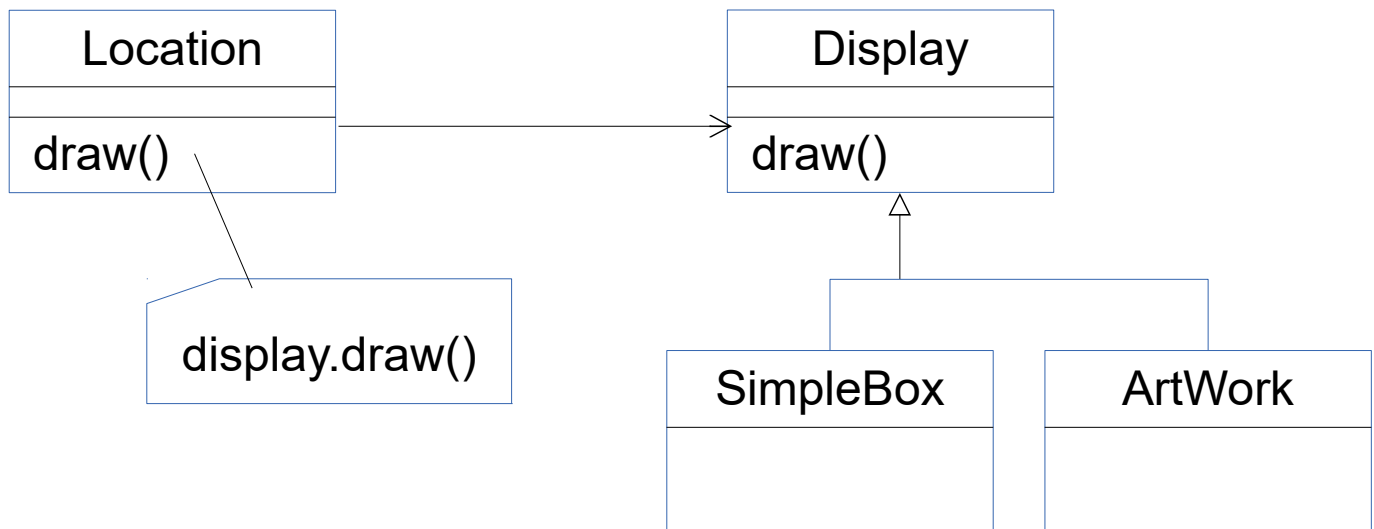 Location
draw()
display.draw()
Display
draw()
SimpleBox
ArtWork